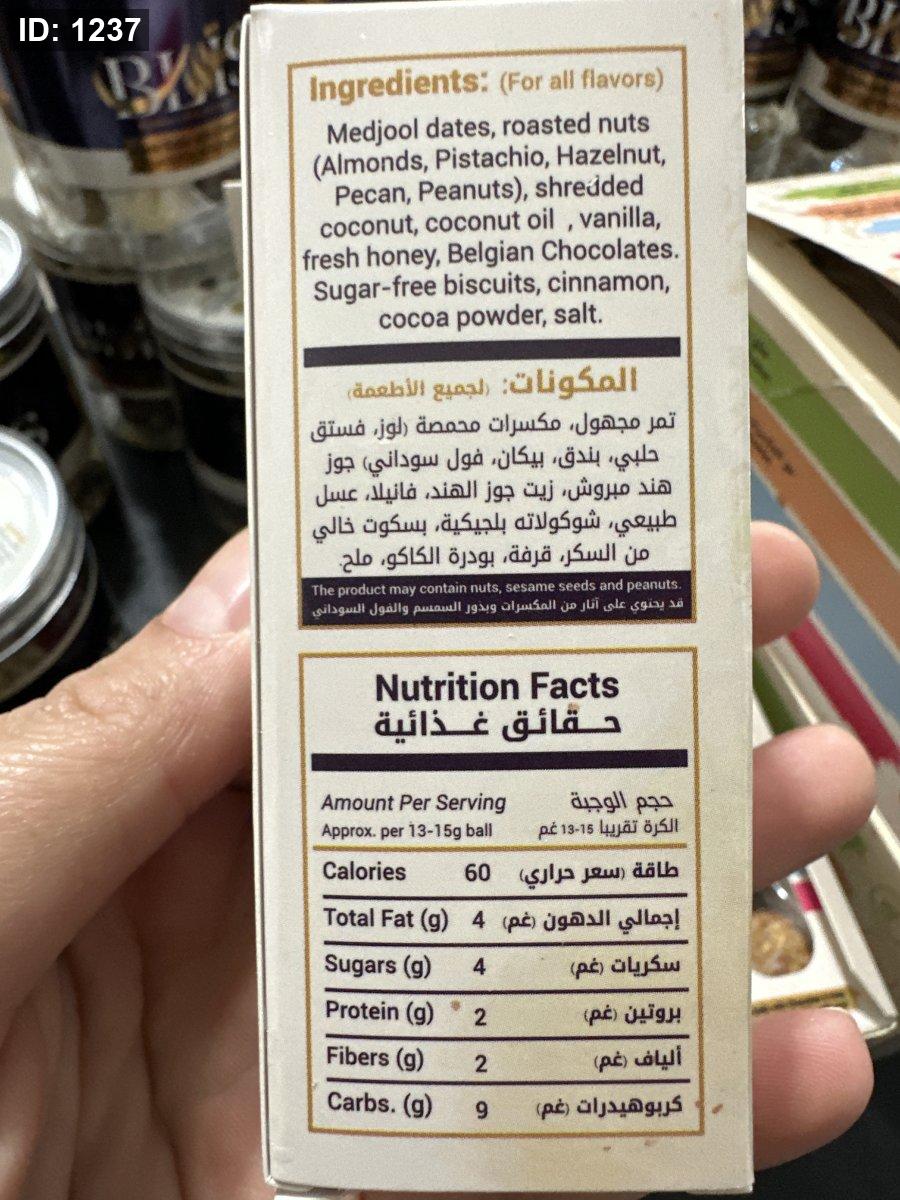 ID: 1237
Ingredients: (For all flavors)
Medjool dates, roasted nuts
(Almonds, Pistachio, Hazelnut,
Pecan, Peanuts), shredded
coconut, coconut oil , vanilla,
fresh honey, Belgian Chocolates.
Sugar-free biscuits, cinnamon,
cocoa powder, salt.
المكونات: (لجميع الأطعمة)
تمر مجهول، مكسرات محمصة (لوز، فستق
حلبي، بندق، بيكان، فول سوداني) جوز
هند مبروش، زيت جوز الهند، فانيلا، عسل
طبيعي، شوكولاته بلجيكية، بسكوت خالي
من السكر، قرفة، بودرة الكاكو، ملح.
The product may contain nuts, sesame seeds and peanuts.
قد يحتوي على آثار من المكسرات وبذور السمسم والفول السوداني
Nutrition Facts
حـقائق غـذائية
Amount Per Serving حجم الوجبة
Approx. per 13-15g ball الكرة تقريبا 15-13 غم
Calories 60 طاقة (سعر حراري)
Total Fat (g) 4 إجمالي الدهون (غم)
Sugars (g) 4 سكريات (غم)
Protein (g) 2 بروتين (غم)
Fibers (g) 2 ألياف (غم)
Carbs. (g) 9 كربوهيدرات (غم)